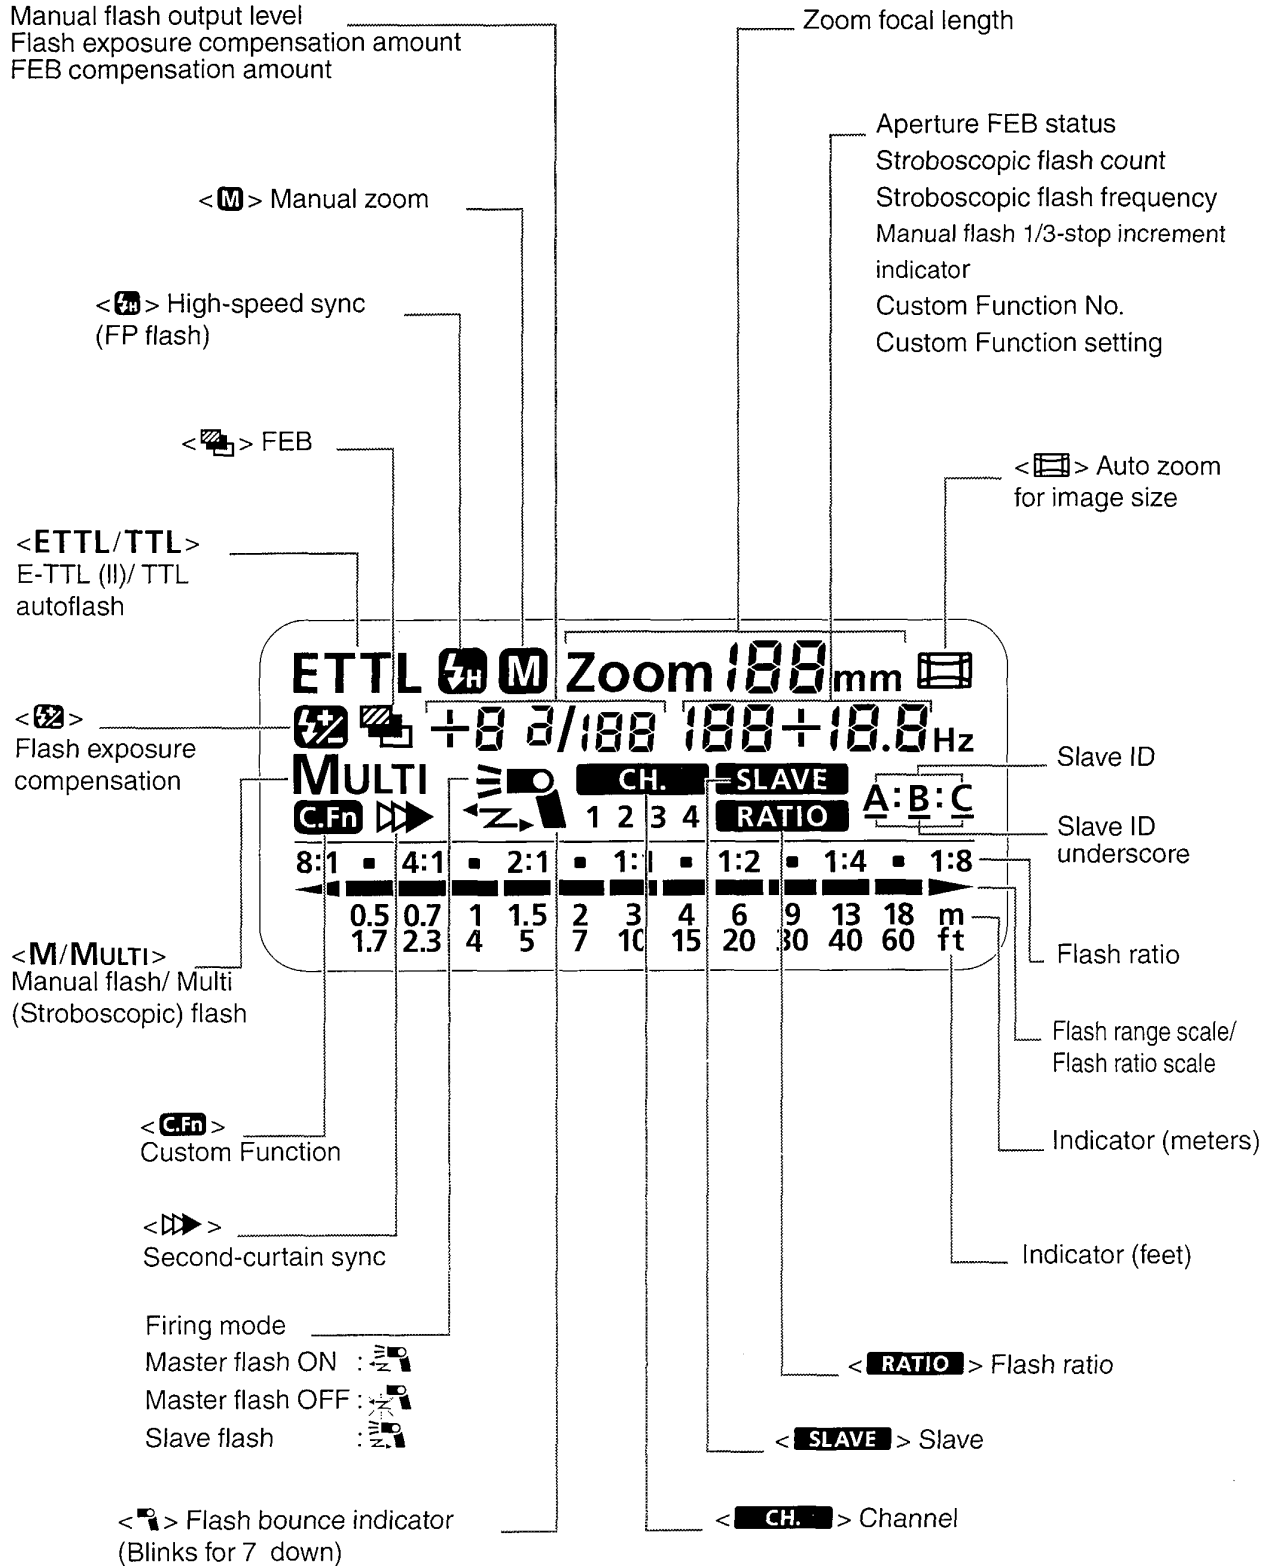 Manual flash output level
Flash exposure compensation amount
FEB compensation amount
Zoom focal length
Aperture FEB status
Stroboscopic flash count
Stroboscopic flash frequency
Manual flash 1/3-stop increment
indicator
Custom Function No.
Custom Function setting
<M> Manual zoom
<H> High-speed sync
(FP flash)
< > FEB
< > Auto zoom
for image size
<ETTL/TTL>
E-TTL (II)/ TTL
autoflash
ETTL H M Zoom 188 mm
+8 a/188 188+18.8 Hz
< >
Flash exposure
compensation
MULTI
CH. SLAVE
A:B:C
C.Fn
1 2 3 4 RATIO
Slave ID
Slave ID
underscore
8:1 ▪ 4:1 ▪ 2:1 ▪ 1:1 ▪ 1:2 ▪ 1:4 ▪ 1:8
0.5 0.7 1 1.5 2 3 4 6 9 13 18 m
1.7 2.3 4 5 7 10 15 20 30 40 60 ft
<M/MULTI>
Manual flash/ Multi
(Stroboscopic) flash
Flash ratio
Flash range scale/
Flash ratio scale
<C.Fn>
Custom Function
Indicator (meters)
< >
Second-curtain sync
Indicator (feet)
Firing mode
Master flash ON :
Master flash OFF :
Slave flash :
<RATIO> Flash ratio
<SLAVE> Slave
< > Flash bounce indicator
(Blinks for 7 down)
<CH.> Channel